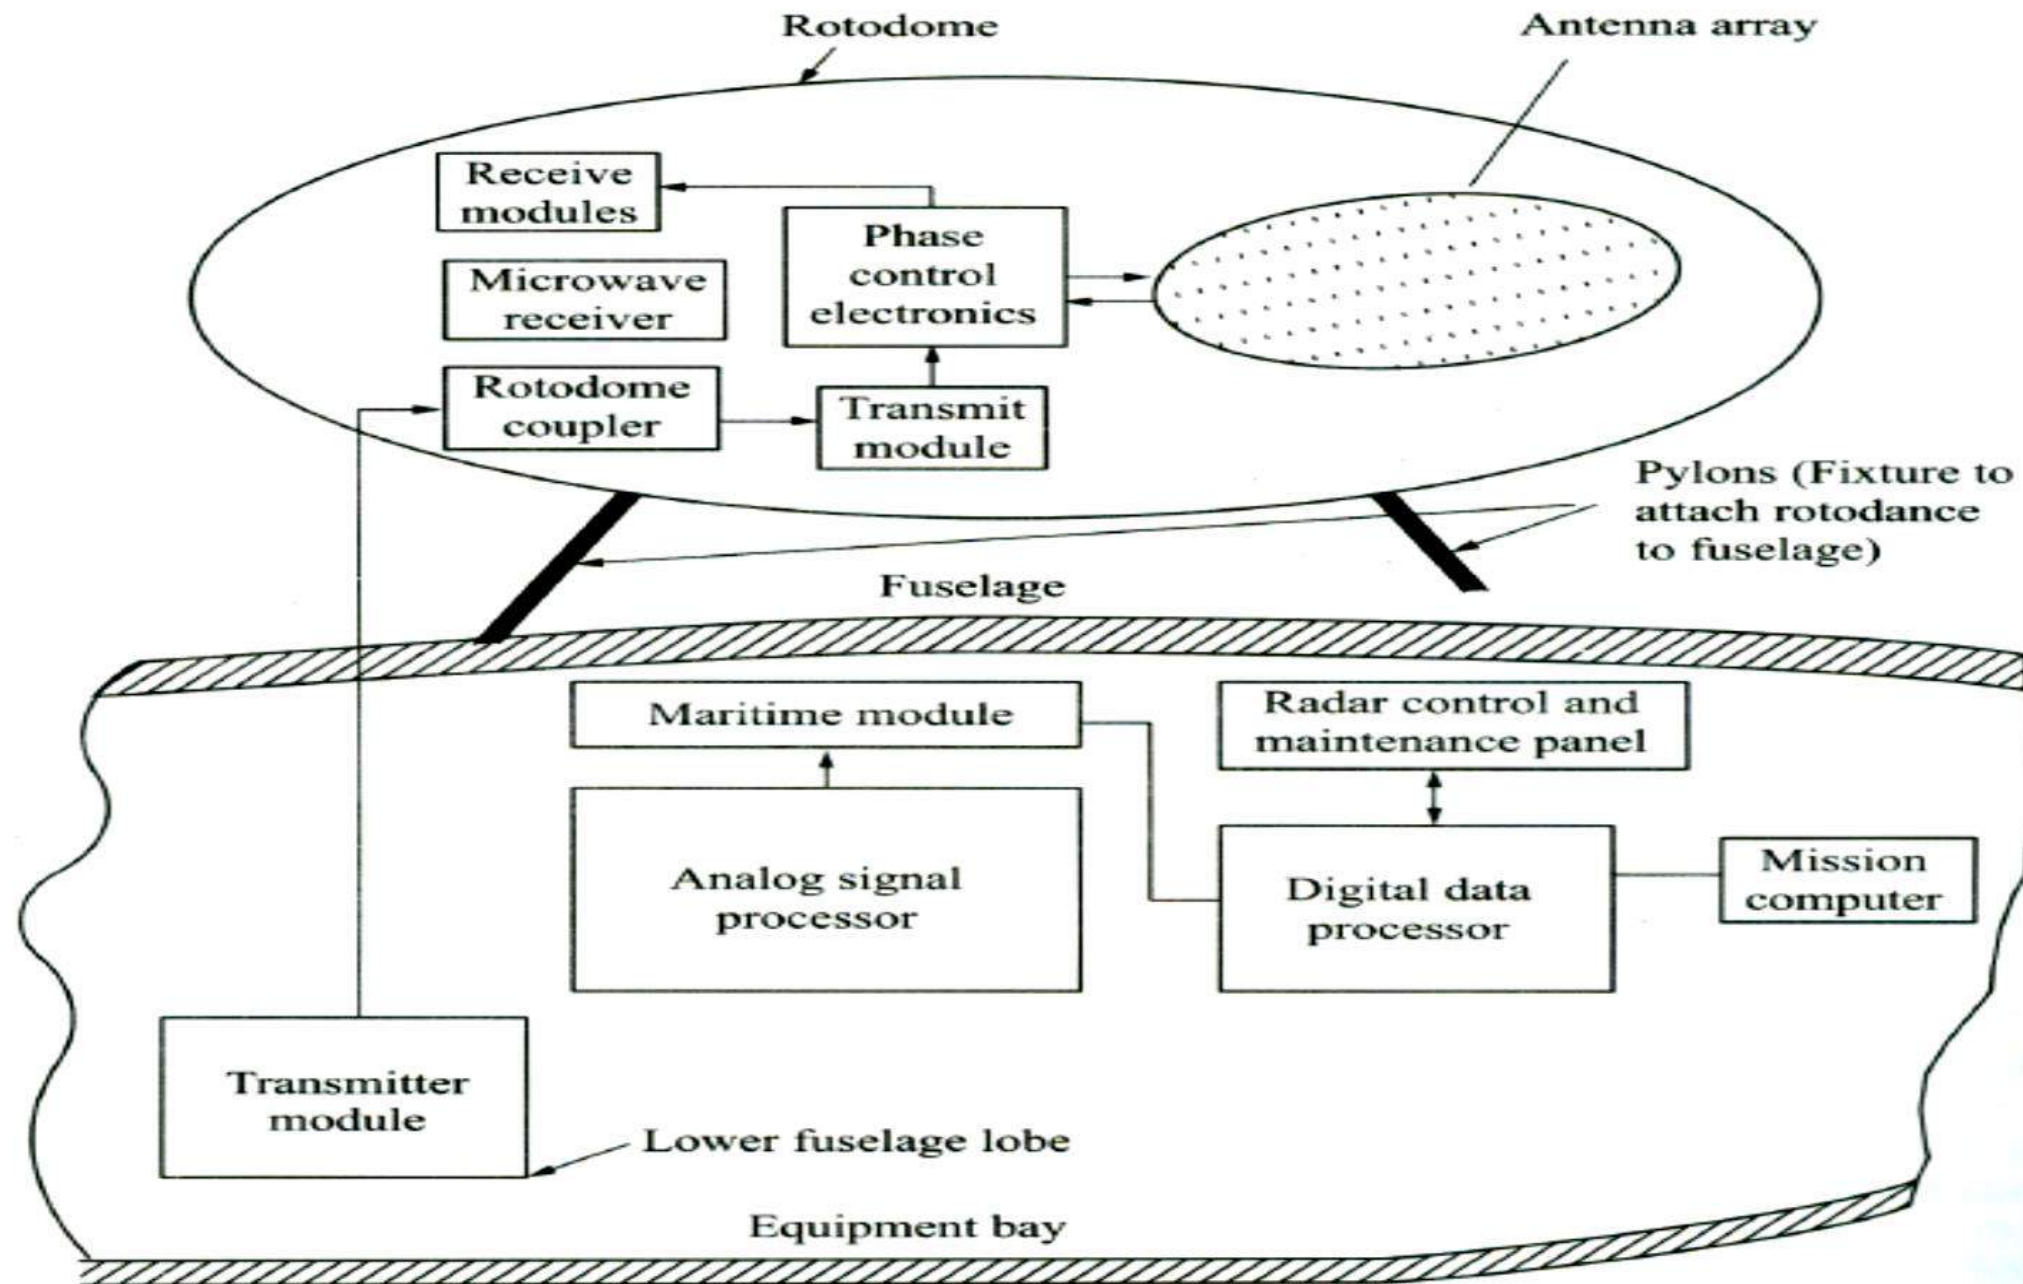 Rotodome
Antenna array
Receive
modules
Phase
control
electronics
Microwave
receiver
Rotodome
coupler
Transmit
module
Pylons (Fixture to
attach rotodance
to fuselage)
Fuselage
Maritime module
Radar control and
maintenance panel
Analog signal
processor
Digital data
processor
Mission
computer
Transmitter
module
Lower fuselage lobe
Equipment bay